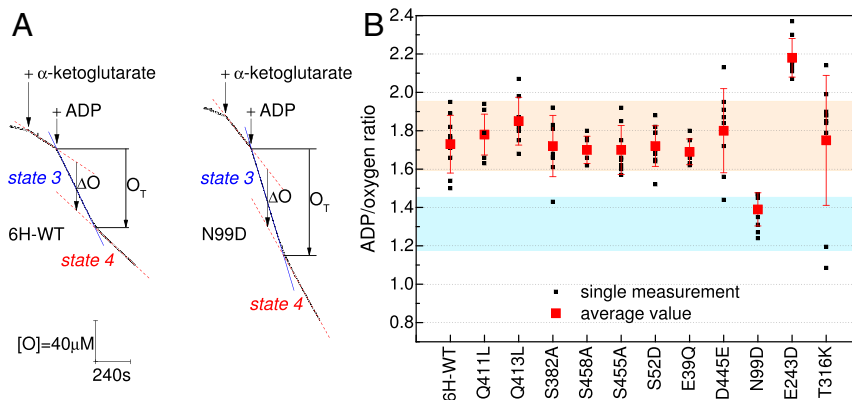 A
+ α-ketoglutarate
+ ADP
state 3
ΔO
O_T
6H-WT
state 4
[O]=40μM
240s
+ α-ketoglutarate
+ ADP
state 3
ΔO
O_T
N99D
state 4
B
ADP/oxygen ratio
2.4
2.2
2.0
1.8
1.6
1.4
1.2
1.0
0.8
single measurement
average value
6H-WT
Q411L
Q413L
S382A
S458A
S455A
S52D
E39Q
D445E
N99D
E243D
T316K